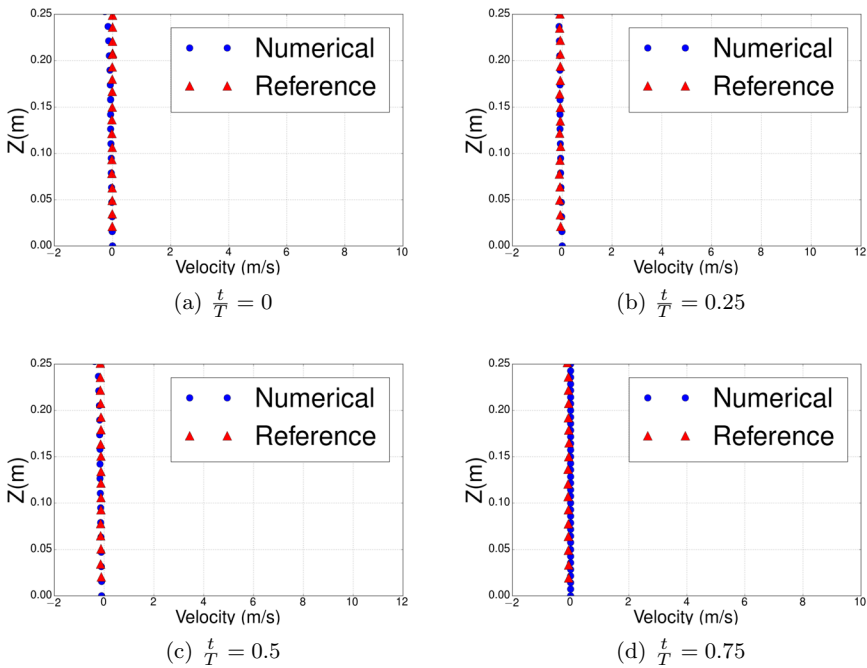 0.25
0.20
0.15
0.10
0.05
0.00
Z(m)
Numerical
Reference
−2 0 2 4 6 8 10
Velocity (m/s)
(a) t/T = 0
0.25
0.20
0.15
0.10
0.05
0.00
Z(m)
Numerical
Reference
−2 0 2 4 6 8 10 12
Velocity (m/s)
(b) t/T = 0.25
0.25
0.20
0.15
0.10
0.05
0.00
Z(m)
Numerical
Reference
−2 0 2 4 6 8 10 12
Velocity (m/s)
(c) t/T = 0.5
0.25
0.20
0.15
0.10
0.05
0.00
Z(m)
Numerical
Reference
−2 0 2 4 6 8 10
Velocity (m/s)
(d) t/T = 0.75